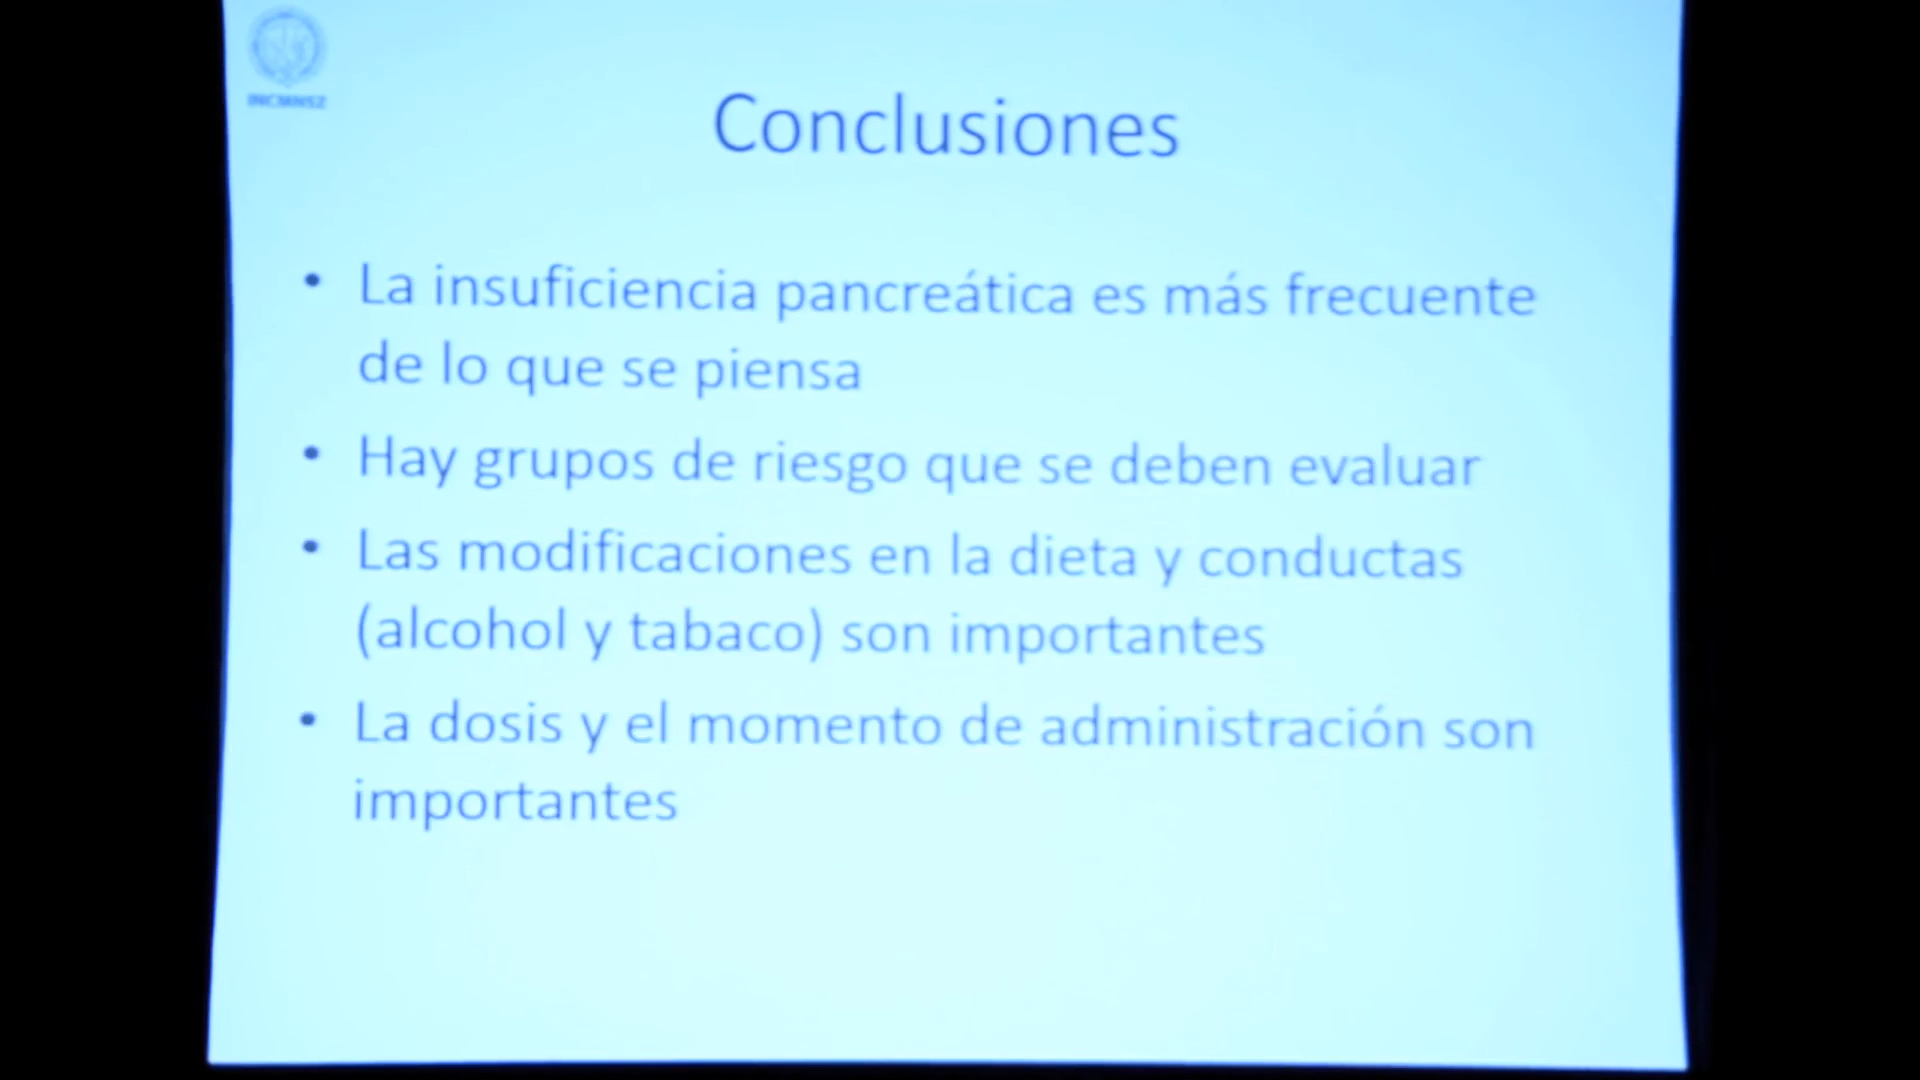 INCMNSZ
Conclusiones
• La insuficiencia pancreática es más frecuente
de lo que se piensa
• Hay grupos de riesgo que se deben evaluar
• Las modificaciones en la dieta y conductas
(alcohol y tabaco) son importantes
• La dosis y el momento de administración son
importantes